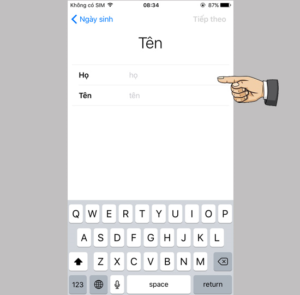 Không có SIM 08:34 87%
Ngày sinh Tiếp theo
Tên
Họ họ
Tên tên
Q W E R T Y U I O P
A S D F G H J K L
Z X C V B N M
123 space return